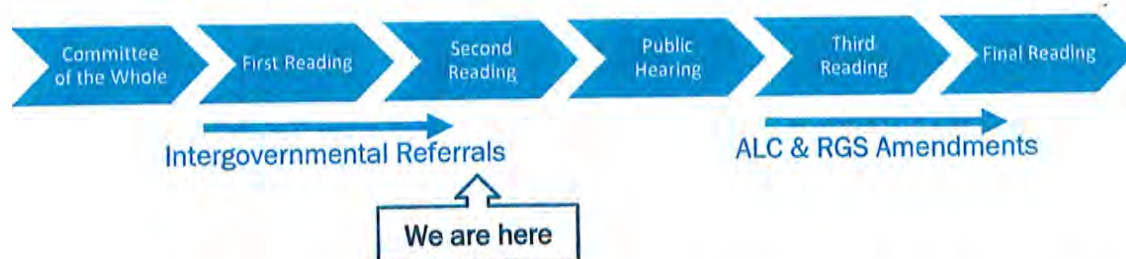 Committee
of the Whole
First Reading
Second
Reading
Public
Hearing
Third
Reading
Final Reading
Intergovernmental Referrals
ALC & RGS Amendments
We are here